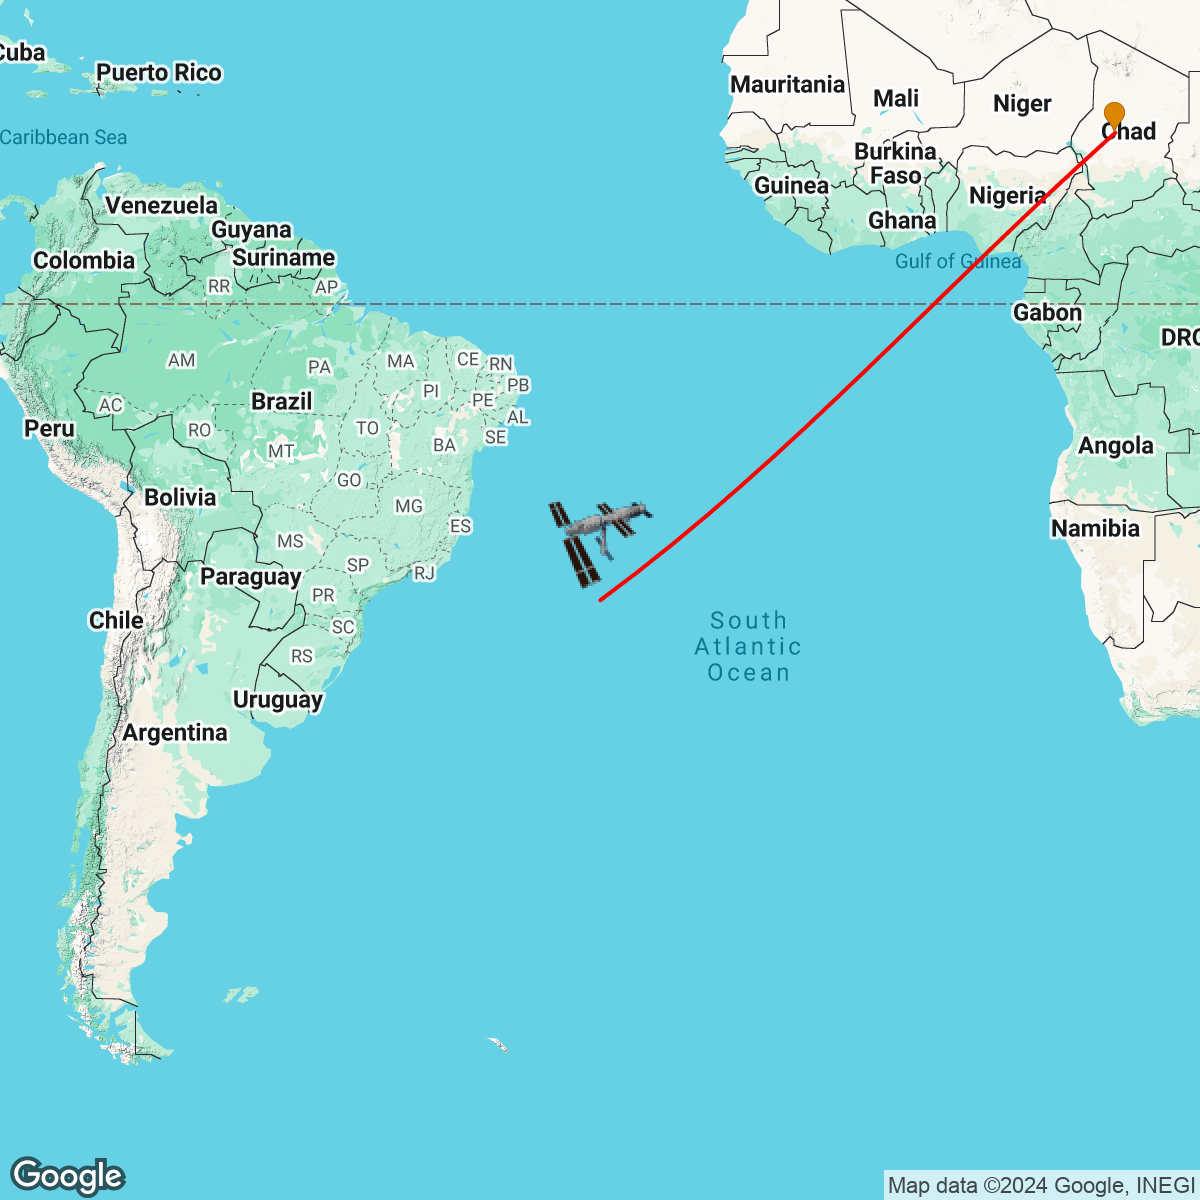 Cuba
Puerto Rico
Mauritania
Mali
Niger
Chad
Caribbean Sea
Burkina
Faso
Guinea
Nigeria
Venezuela
Ghana
Guyana
Colombia
Suriname
Gulf of Guinea
RR
AP
Gabon
DRC
AM
PA
MA
CE
RN
PI
PB
PE
AC
Brazil
AL
Peru
RO
TO
SE
BA
MT
Angola
GO
Bolivia
MG
ES
Namibia
MS
SP
RJ
Paraguay
PR
Chile
SC
South
Atlantic
Ocean
RS
Uruguay
Argentina
Google
Map data ©2024 Google, INEGI